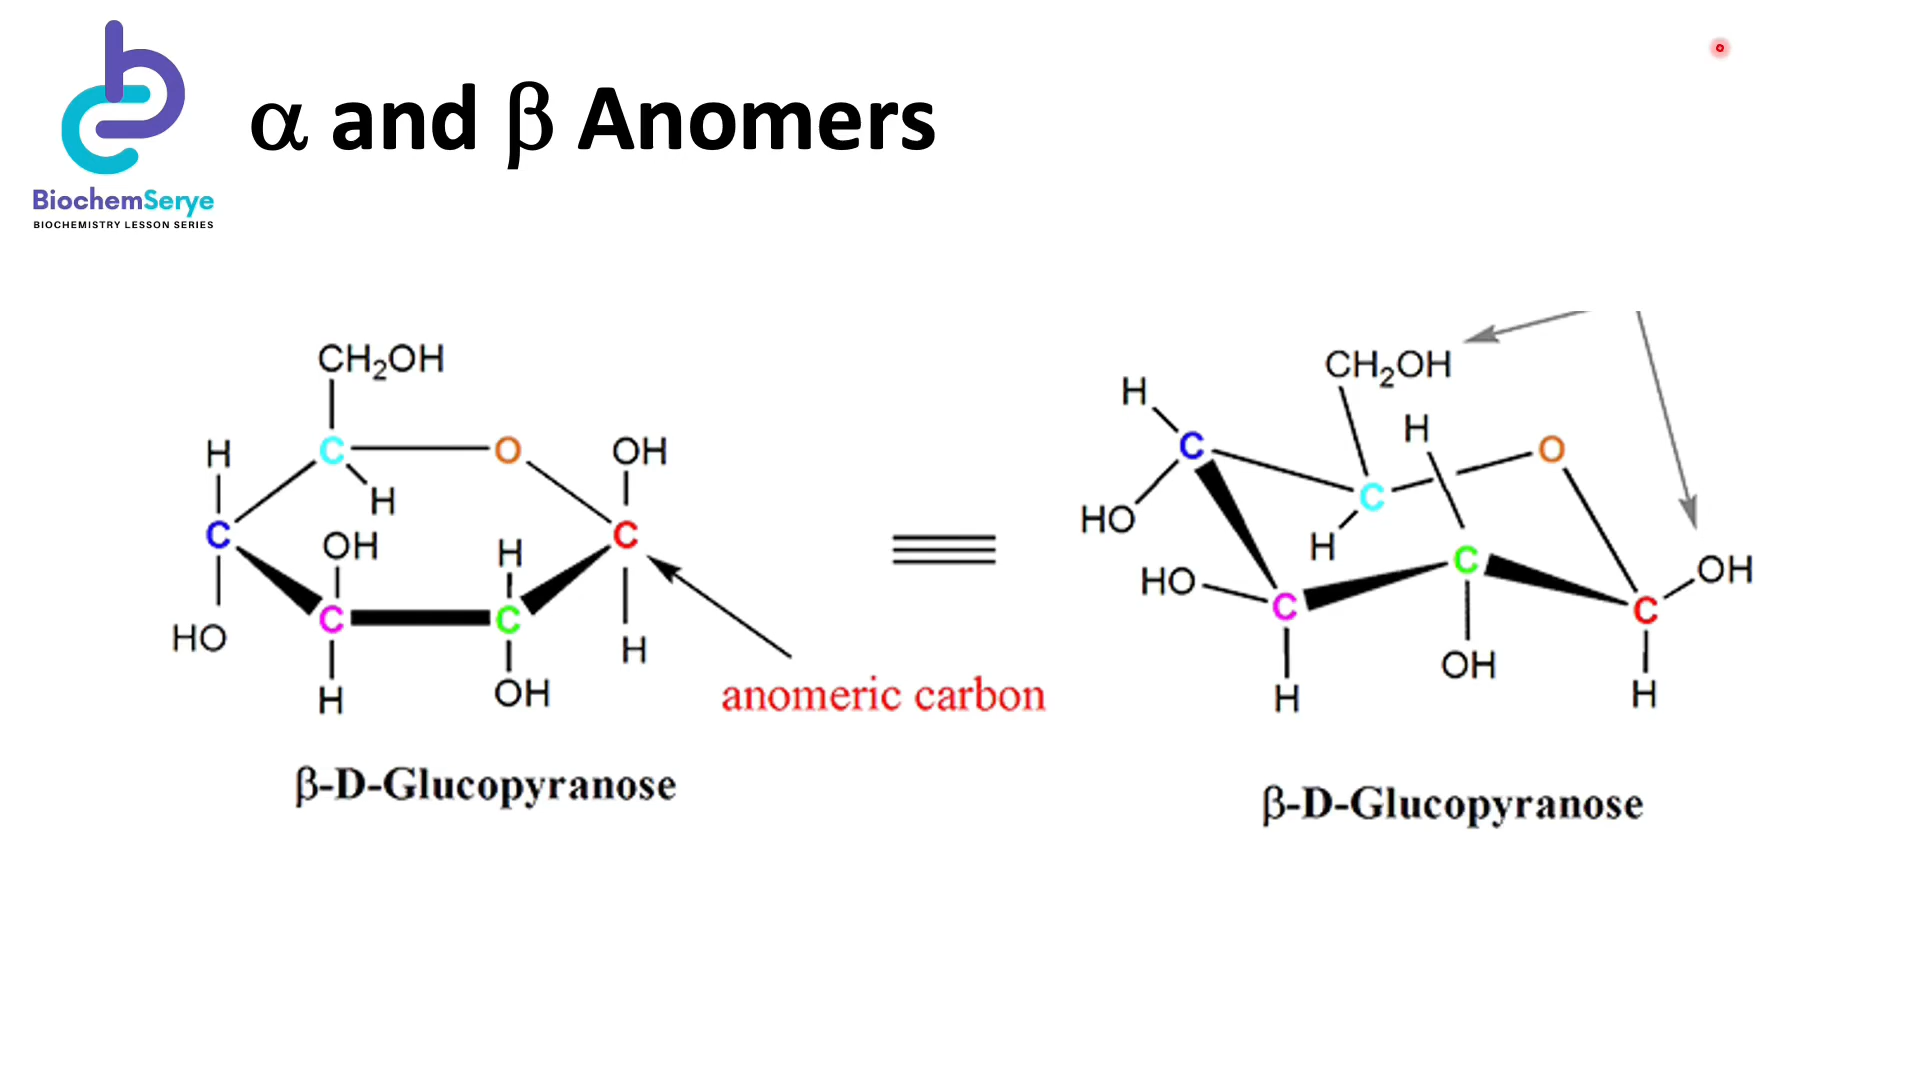 BiochemSerye
BIOCHEMISTRY LESSON SERIES
α and β Anomers
CH₂OH
H
C
O
OH
H
C
OH
H
C
HO
C
C
H
H
OH
anomeric carbon
β-D-Glucopyranose
CH₂OH
H
H
C
O
C
HO
H
C
OH
HO
C
C
OH
H
H
β-D-Glucopyranose